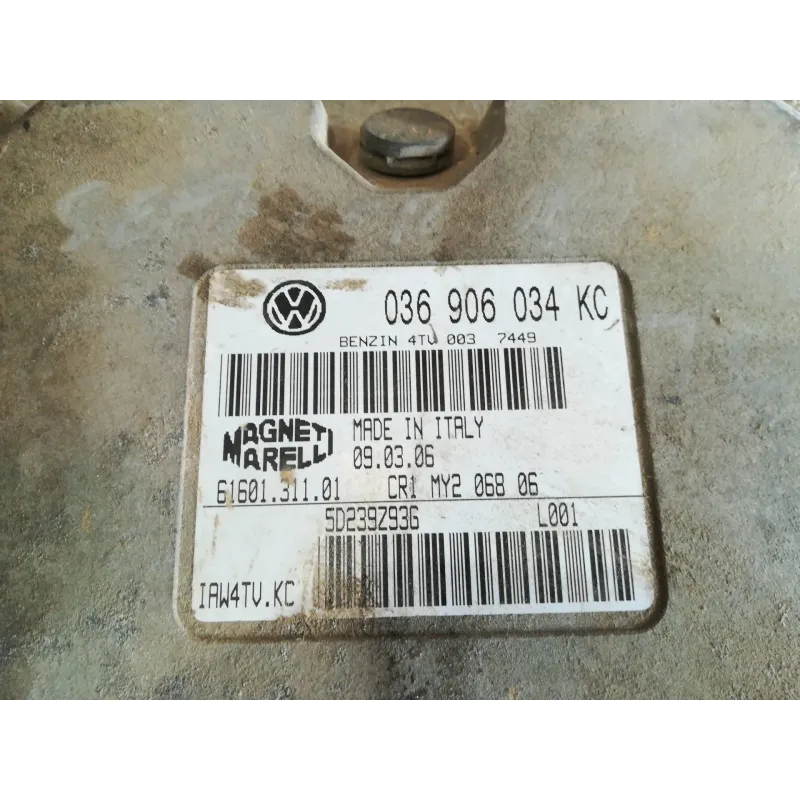 036 906 034 KC
BENZIN 4TV 003 7449
MAGNETI MARELLI
MADE IN ITALY
09.03.06
61601.311.01 CR1 MY2 068 06
5D239Z93G L001
IAW4TV.KC